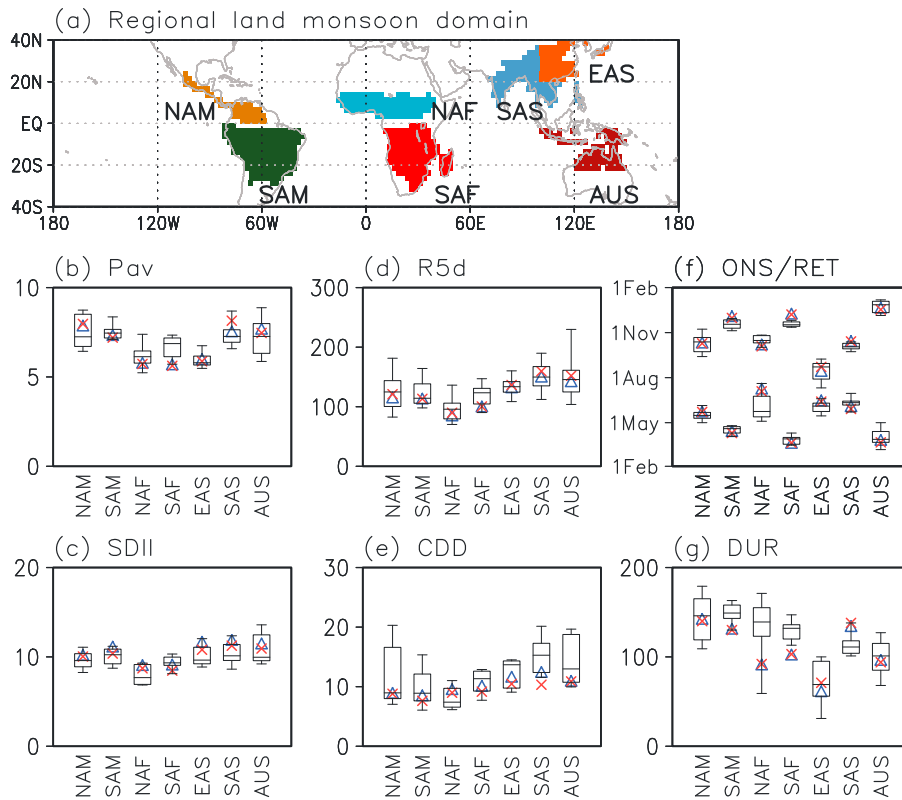 (a) Regional land monsoon domain
40N
20N
EQ
20S
40S
NAM
SAM
NAF
SAF
SAS
EAS
AUS
180 120W 60W 0 60E 120E 180
(b) Pav
10
5
0
NAM SAM NAF SAF EAS SAS AUS
(d) R5d
300
200
100
0
NAM SAM NAF SAF EAS SAS AUS
(f) ONS/RET
1Feb
1Nov
1Aug
1May
1Feb
NAM SAM NAF SAF EAS SAS AUS
(c) SDII
20
10
0
NAM SAM NAF SAF EAS SAS AUS
(e) CDD
30
20
10
0
NAM SAM NAF SAF EAS SAS AUS
(g) DUR
200
100
0
NAM SAM NAF SAF EAS SAS AUS